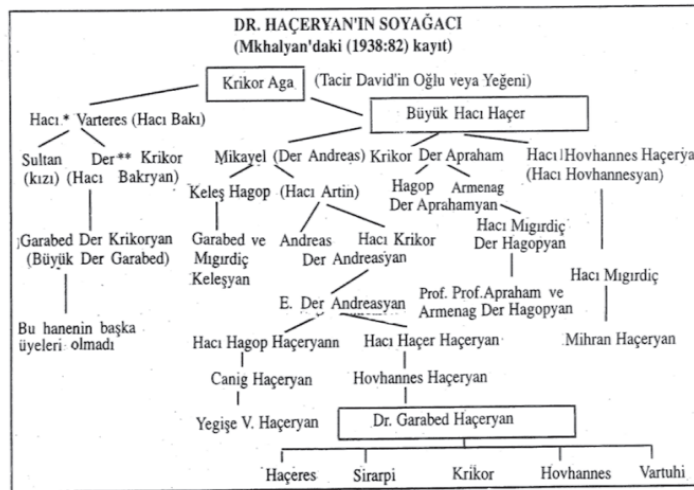 DR. HAÇERYAN'IN SOYAĞACI
(Mkhalyan'daki (1938:82) kayıt)
Krikor Aga (Tacir David'in Oğlu veya Yeğeni)
Hacı * Varteres (Hacı Bakı) Büyük Hacı Haçer
Sultan Der** Krikor Mikayel (Der Andreas) Krikor Der Apraham Hacı Hovhannes Haçerya
(kızı) (Hacı Bakryan) Keleş Hagop (Hacı Artin) Hagop Armenag (Hacı Hovhannesyan)
Der Aprahamyan
Garabed Der Krikoryan Garabed ve Andreas Hacı Krikor Hacı Mıgırdiç
(Büyük Der Garabed) Mıgırdiç Der Andreasyan Der Hagopyan
Keleşyan Hacı Mıgırdiç
E. Der Andreasyan Prof. Prof.Apraham ve
Armenag Der Hagopyan
Bu hanenin başka
üyeleri olmadı Hacı Hagop Haçeryann Hacı Haçer Haçeryan Mihran Haçeryan
Canig Haçeryan Hovhannes Haçeryan
Yegişe V. Haçeryan Dr. Garabed Haçeryan
Haçeres Sirarpi Krikor Hovhannes Vartuhi